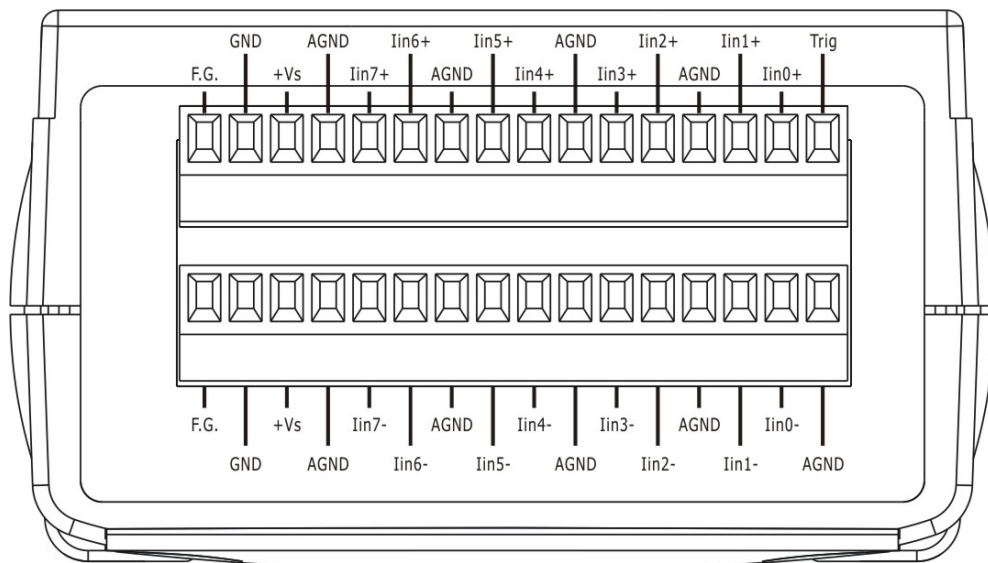 GND AGND Iin6+ Iin5+ AGND Iin2+ Iin1+ Trig
F.G. +Vs Iin7+ AGND Iin4+ Iin3+ AGND Iin0+
F.G. +Vs Iin7- AGND Iin4- Iin3- AGND Iin0-
GND AGND Iin6- Iin5- AGND Iin2- Iin1- AGND